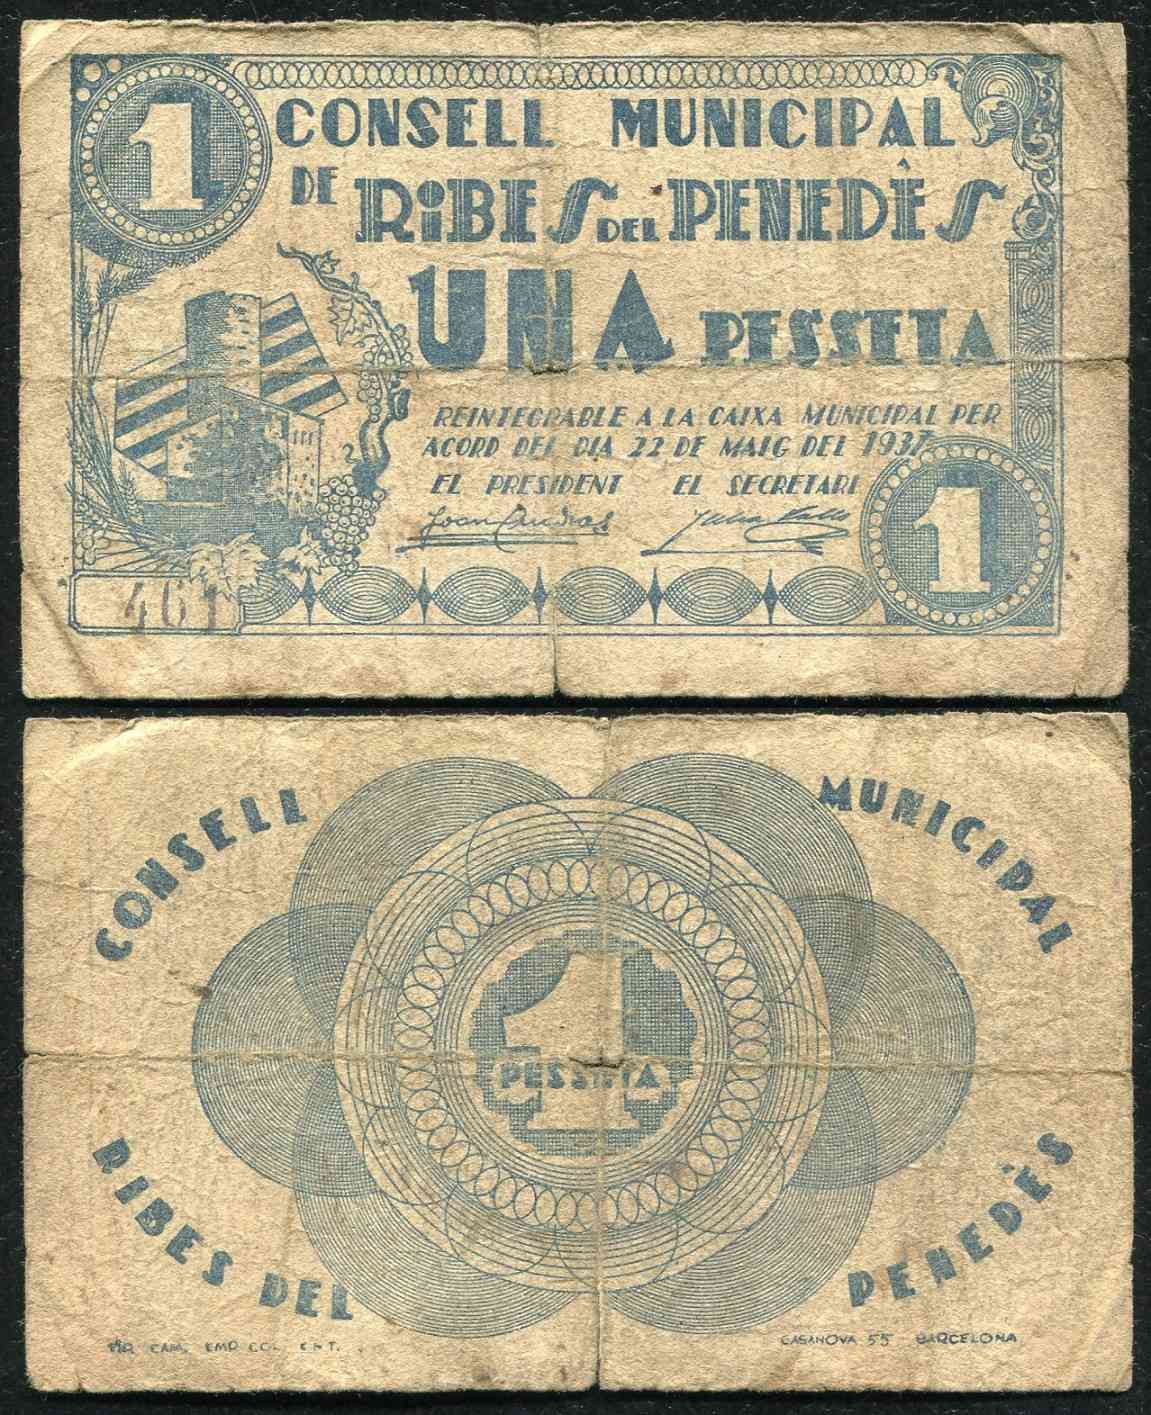 1 CONSELL MUNICIPAL
DE RiBES DEL PENEDÈS
UNA PESSETA
REINTEGRABLE A LA CAIXA MUNICIPAL PER
ACORD DEL DIA 22 DE MAIG DEL 1937
EL PRESIDENT EL SECRETARI
1
461
CONSELL MUNICIPAL
1
PESSETA
RIBES DEL PENEDÈS
CASANOVA 55 BARCELONA